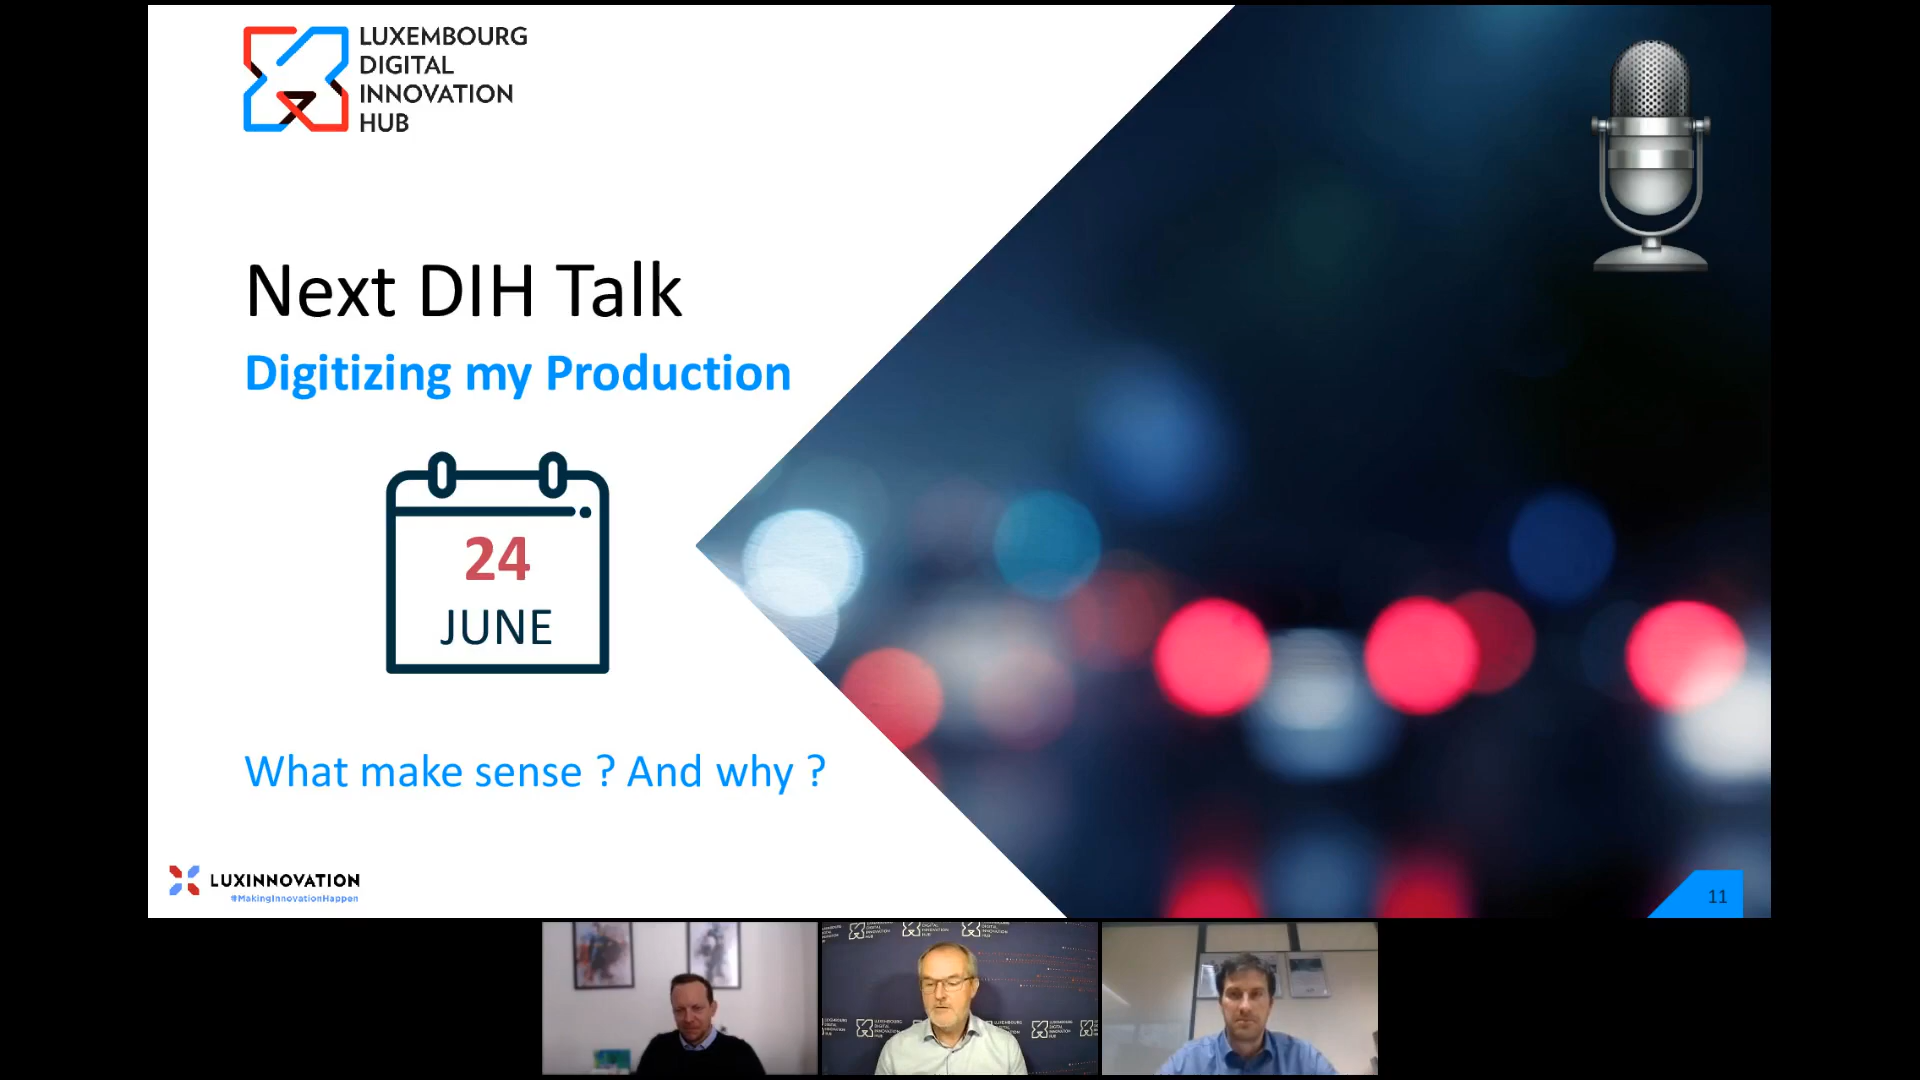 LUXEMBOURG
DIGITAL
INNOVATION
HUB
Next DIH Talk
Digitizing my Production
24
JUNE
What make sense ? And why ?
LUXINNOVATION
#MakingInnovationHappen
11